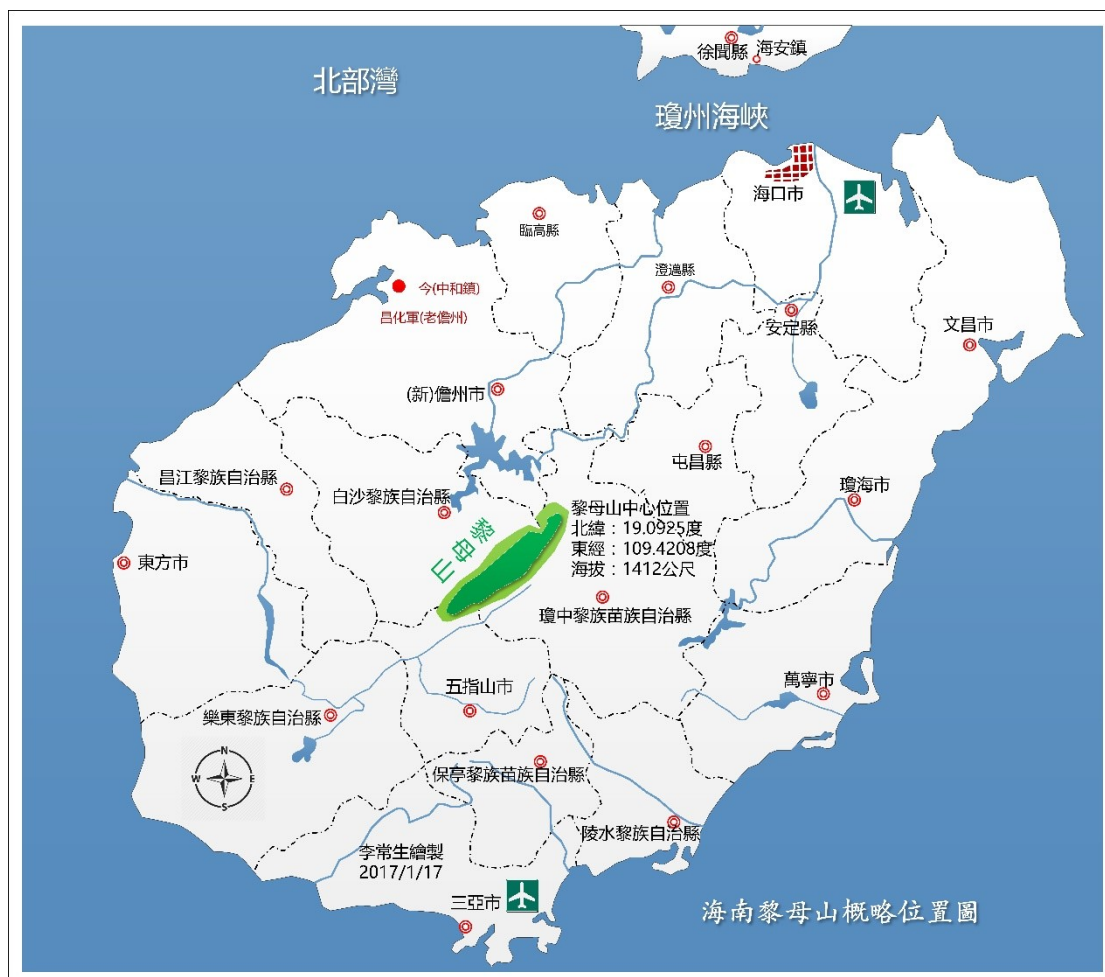 徐聞縣
海安鎮
北部灣
瓊州海峽
海口市
臨高縣
澄邁縣
今(中和鎮)
昌化軍(老儋州)
安定縣
文昌市
(新)儋州市
屯昌縣
昌江黎族自治縣
白沙黎族自治縣
瓊海市
黎母山
黎母山中心位置
北緯：19.0925度
東經：109.4208度
海拔：1412公尺
東方市
瓊中黎族苗族自治縣
五指山市
萬寧市
樂東黎族自治縣
N
W
E
S
保亭黎族苗族自治縣
陵水黎族自治縣
李常生繪製
2017/1/17
三亞市
海南黎母山概略位置圖